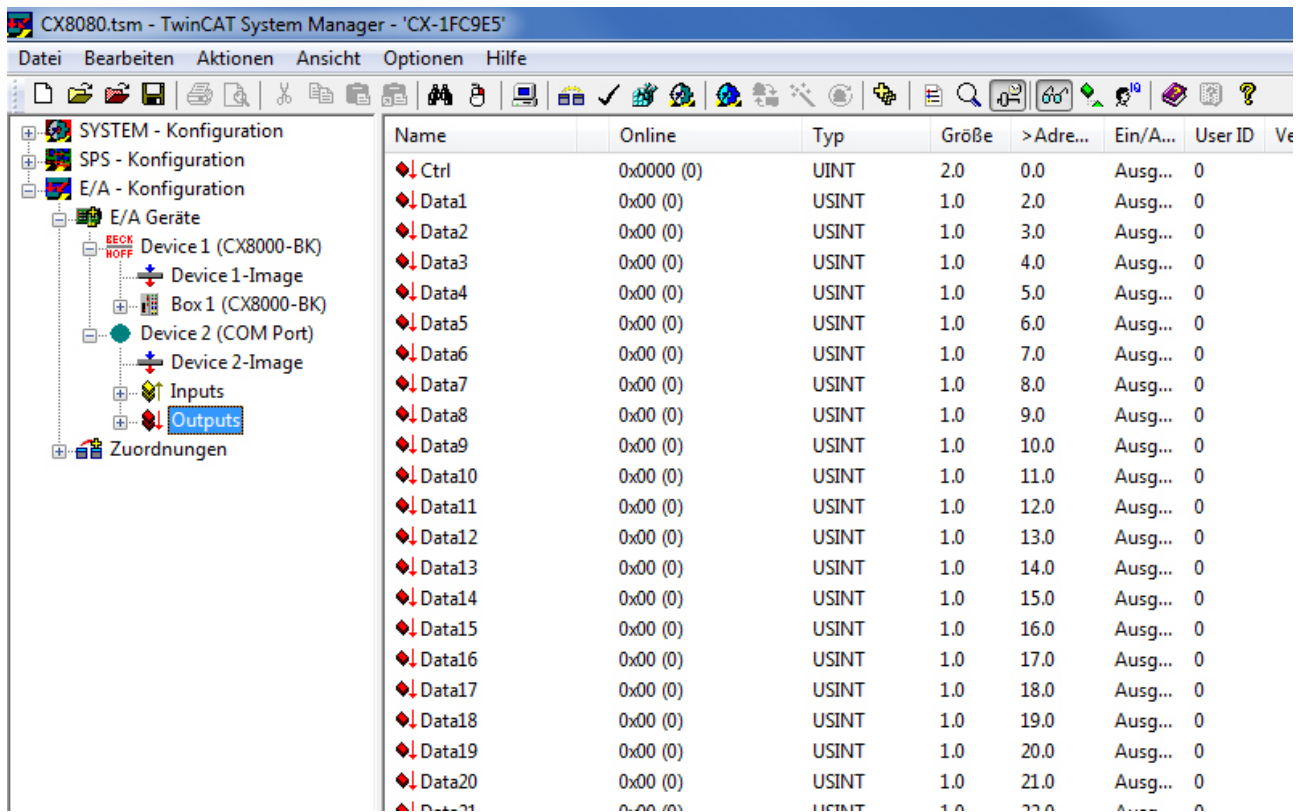 CX8080.tsm - TwinCAT System Manager - 'CX-1FC9E5'
Datei Bearbeiten Aktionen Ansicht Optionen Hilfe
SYSTEM - Konfiguration
SPS - Konfiguration
E/A - Konfiguration
E/A Geräte
BECK HOFF Device 1 (CX8000-BK)
Device 1-Image
Box 1 (CX8000-BK)
Device 2 (COM Port)
Device 2-Image
Inputs
Outputs
Zuordnungen
Name Online Typ Größe >Adre... Ein/A... User ID Ve
Ctrl 0x0000 (0) UINT 2.0 0.0 Ausg... 0
Data1 0x00 (0) USINT 1.0 2.0 Ausg... 0
Data2 0x00 (0) USINT 1.0 3.0 Ausg... 0
Data3 0x00 (0) USINT 1.0 4.0 Ausg... 0
Data4 0x00 (0) USINT 1.0 5.0 Ausg... 0
Data5 0x00 (0) USINT 1.0 6.0 Ausg... 0
Data6 0x00 (0) USINT 1.0 7.0 Ausg... 0
Data7 0x00 (0) USINT 1.0 8.0 Ausg... 0
Data8 0x00 (0) USINT 1.0 9.0 Ausg... 0
Data9 0x00 (0) USINT 1.0 10.0 Ausg... 0
Data10 0x00 (0) USINT 1.0 11.0 Ausg... 0
Data11 0x00 (0) USINT 1.0 12.0 Ausg... 0
Data12 0x00 (0) USINT 1.0 13.0 Ausg... 0
Data13 0x00 (0) USINT 1.0 14.0 Ausg... 0
Data14 0x00 (0) USINT 1.0 15.0 Ausg... 0
Data15 0x00 (0) USINT 1.0 16.0 Ausg... 0
Data16 0x00 (0) USINT 1.0 17.0 Ausg... 0
Data17 0x00 (0) USINT 1.0 18.0 Ausg... 0
Data18 0x00 (0) USINT 1.0 19.0 Ausg... 0
Data19 0x00 (0) USINT 1.0 20.0 Ausg... 0
Data20 0x00 (0) USINT 1.0 21.0 Ausg... 0